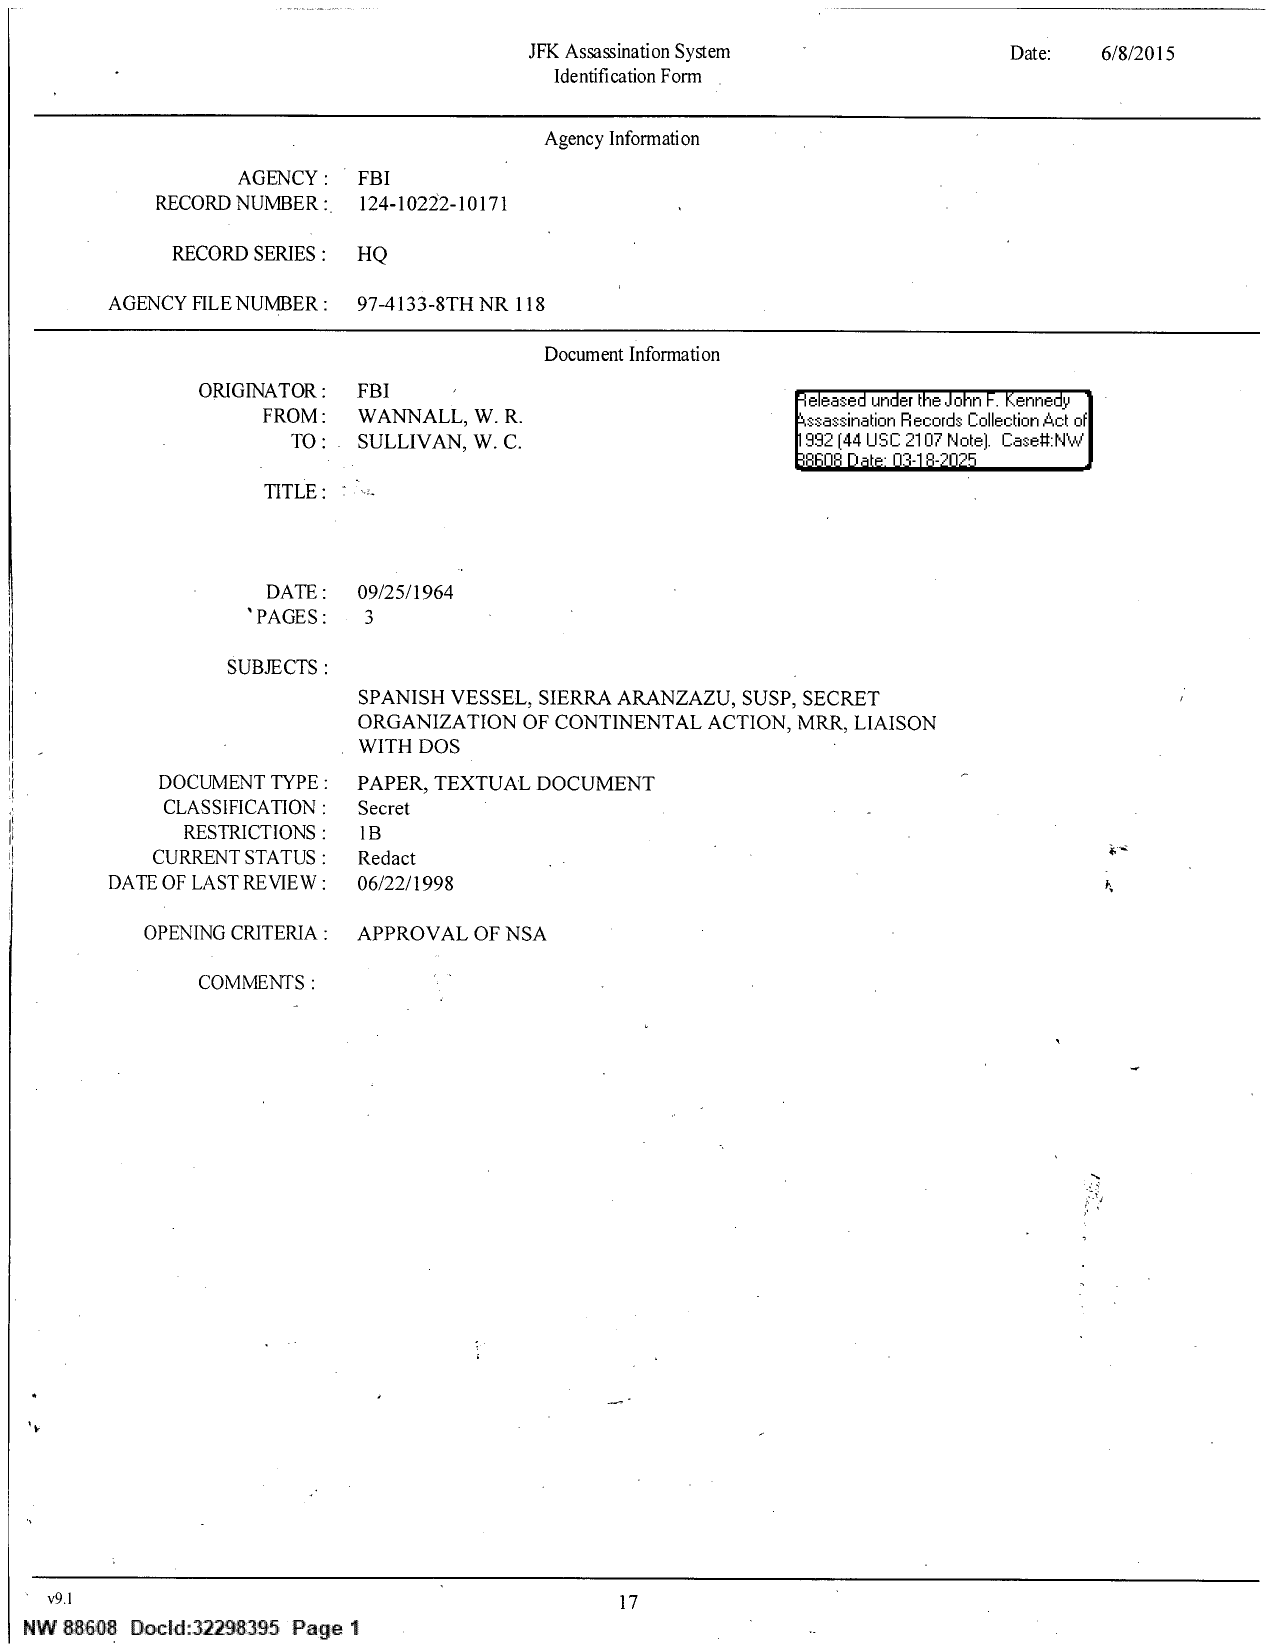 JFK Assassination System
Date: 6/8/2015
Identification Form
Agency Information
AGENCY : FBI
RECORD NUMBER : 124-10222-10171
RECORD SERIES : HQ
AGENCY FILE NUMBER : 97-4133-8TH NR 118
Document Information
ORIGINATOR : FBI
FROM : WANNALL, W. R.
TO : SULLIVAN, W. C.
Released under the John F. Kennedy
Assassination Records Collection Act of
1992 (44 USC 2107 Note). Case#:NW
88608 Date: 03-18-2025
TITLE :
DATE : 09/25/1964
PAGES : 3
SUBJECTS :
SPANISH VESSEL, SIERRA ARANZAZU, SUSP, SECRET
ORGANIZATION OF CONTINENTAL ACTION, MRR, LIAISON
WITH DOS
DOCUMENT TYPE : PAPER, TEXTUAL DOCUMENT
CLASSIFICATION : Secret
RESTRICTIONS : 1B
CURRENT STATUS : Redact
DATE OF LAST REVIEW : 06/22/1998
OPENING CRITERIA : APPROVAL OF NSA
COMMENTS :
v9.1
17
NW 88608 DocId:32298395 Page 1